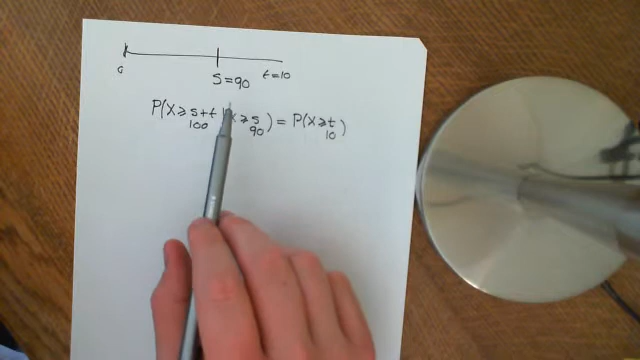 0 S=90 t=10
P(X≥s+t | X≥s) = P(X≥t)
100 90 10